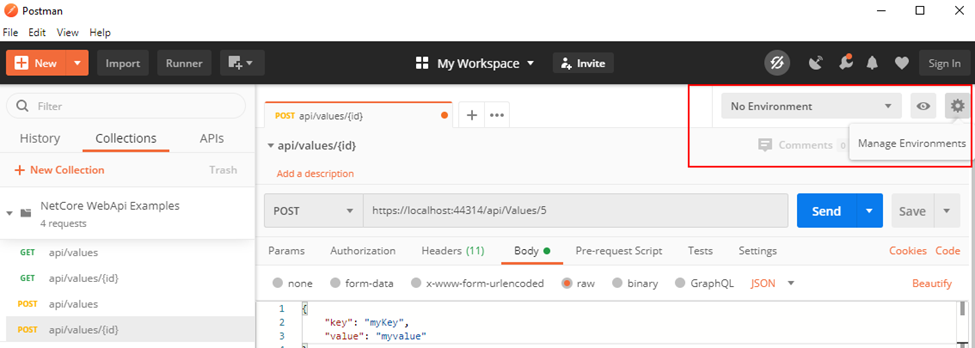 Postman
File Edit View Help
New Import Runner My Workspace Invite Sign In
Filter
History Collections APIs
New Collection Trash
NetCore WebApi Examples
4 requests
GET api/values
GET api/values/{id}
POST api/values
POST api/values/{id}
POST api/values/{id}
No Environment
Manage Environments
api/values/{id}
Comments 0
Add a description
POST https://localhost:44314/api/Values/5 Send Save
Params Authorization Headers (11) Body Pre-request Script Tests Settings Cookies Code
none form-data x-www-form-urlencoded raw binary GraphQL JSON Beautify
1 {
2 "key": "myKey",
3 "value": "myvalue"